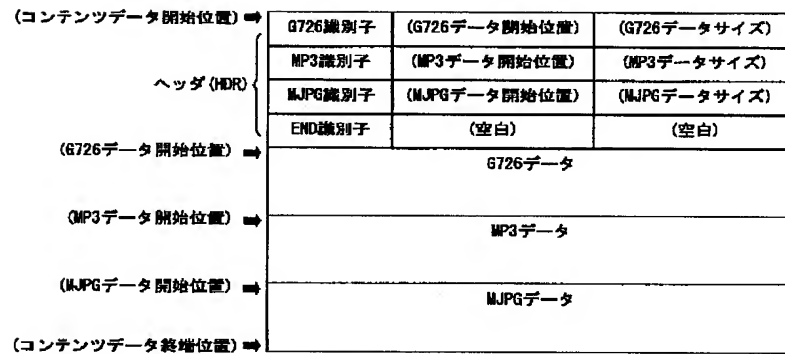 (コンテンツデータ開始位置)➡
G726識別子 (G726データ開始位置) (G726データサイズ)
MP3識別子 (MP3データ開始位置) (MP3データサイズ)
ヘッダ(HDR)
MJPG識別子 (MJPGデータ開始位置) (MJPGデータサイズ)
END識別子 (空白) (空白)
(G726データ開始位置)➡
G726データ
(MP3データ開始位置)➡
MP3データ
(MJPGデータ開始位置)➡
MJPGデータ
(コンテンツデータ終端位置)➡